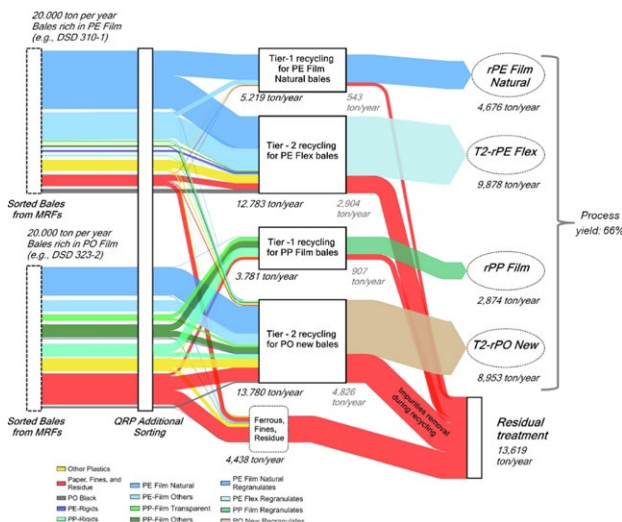 20.000 ton per year
Bales rich in PE Film
(e.g., DSD 310-1)
Tier-1 recycling
for PE Film
Natural bales
5.219 ton/year
543
ton/year
rPE Film
Natural
4,676 ton/year
Tier - 2 recycling
for PE Flex bales
12.783 ton/year
2,904
ton/year
T2-rPE Flex
9,878 ton/year
Sorted Bales
from MRFs
20.000 ton per year
Bales rich in PO Film
(e.g., DSD 323-2)
Tier -1 recycling
for PP Film bales
3.781 ton/year
907
ton/year
rPP Film
2,874 ton/year
Process
yield: 66%
Tier - 2 recycling
for PO new bales
13.780 ton/year
4,826
ton/year
T2-rPO New
8,953 ton/year
Impurities removal
during recycling
Sorted Bales
from MRFs
QRP Additional
Sorting
Ferrous,
Fines,
Residue
4,438 ton/year
Residual
treatment
13,619
ton/year
Other Plastics
Paper, Fines, and
Residue
PO Black
PE-Rigids
PP-Rigids
PE Film Natural
PE-Film Others
PP-Film Transparent
PP-Film Others
PE Film Natural
Regranulates
PE Flex Regranulates
PP Film Regranulates
PO New Regranulates